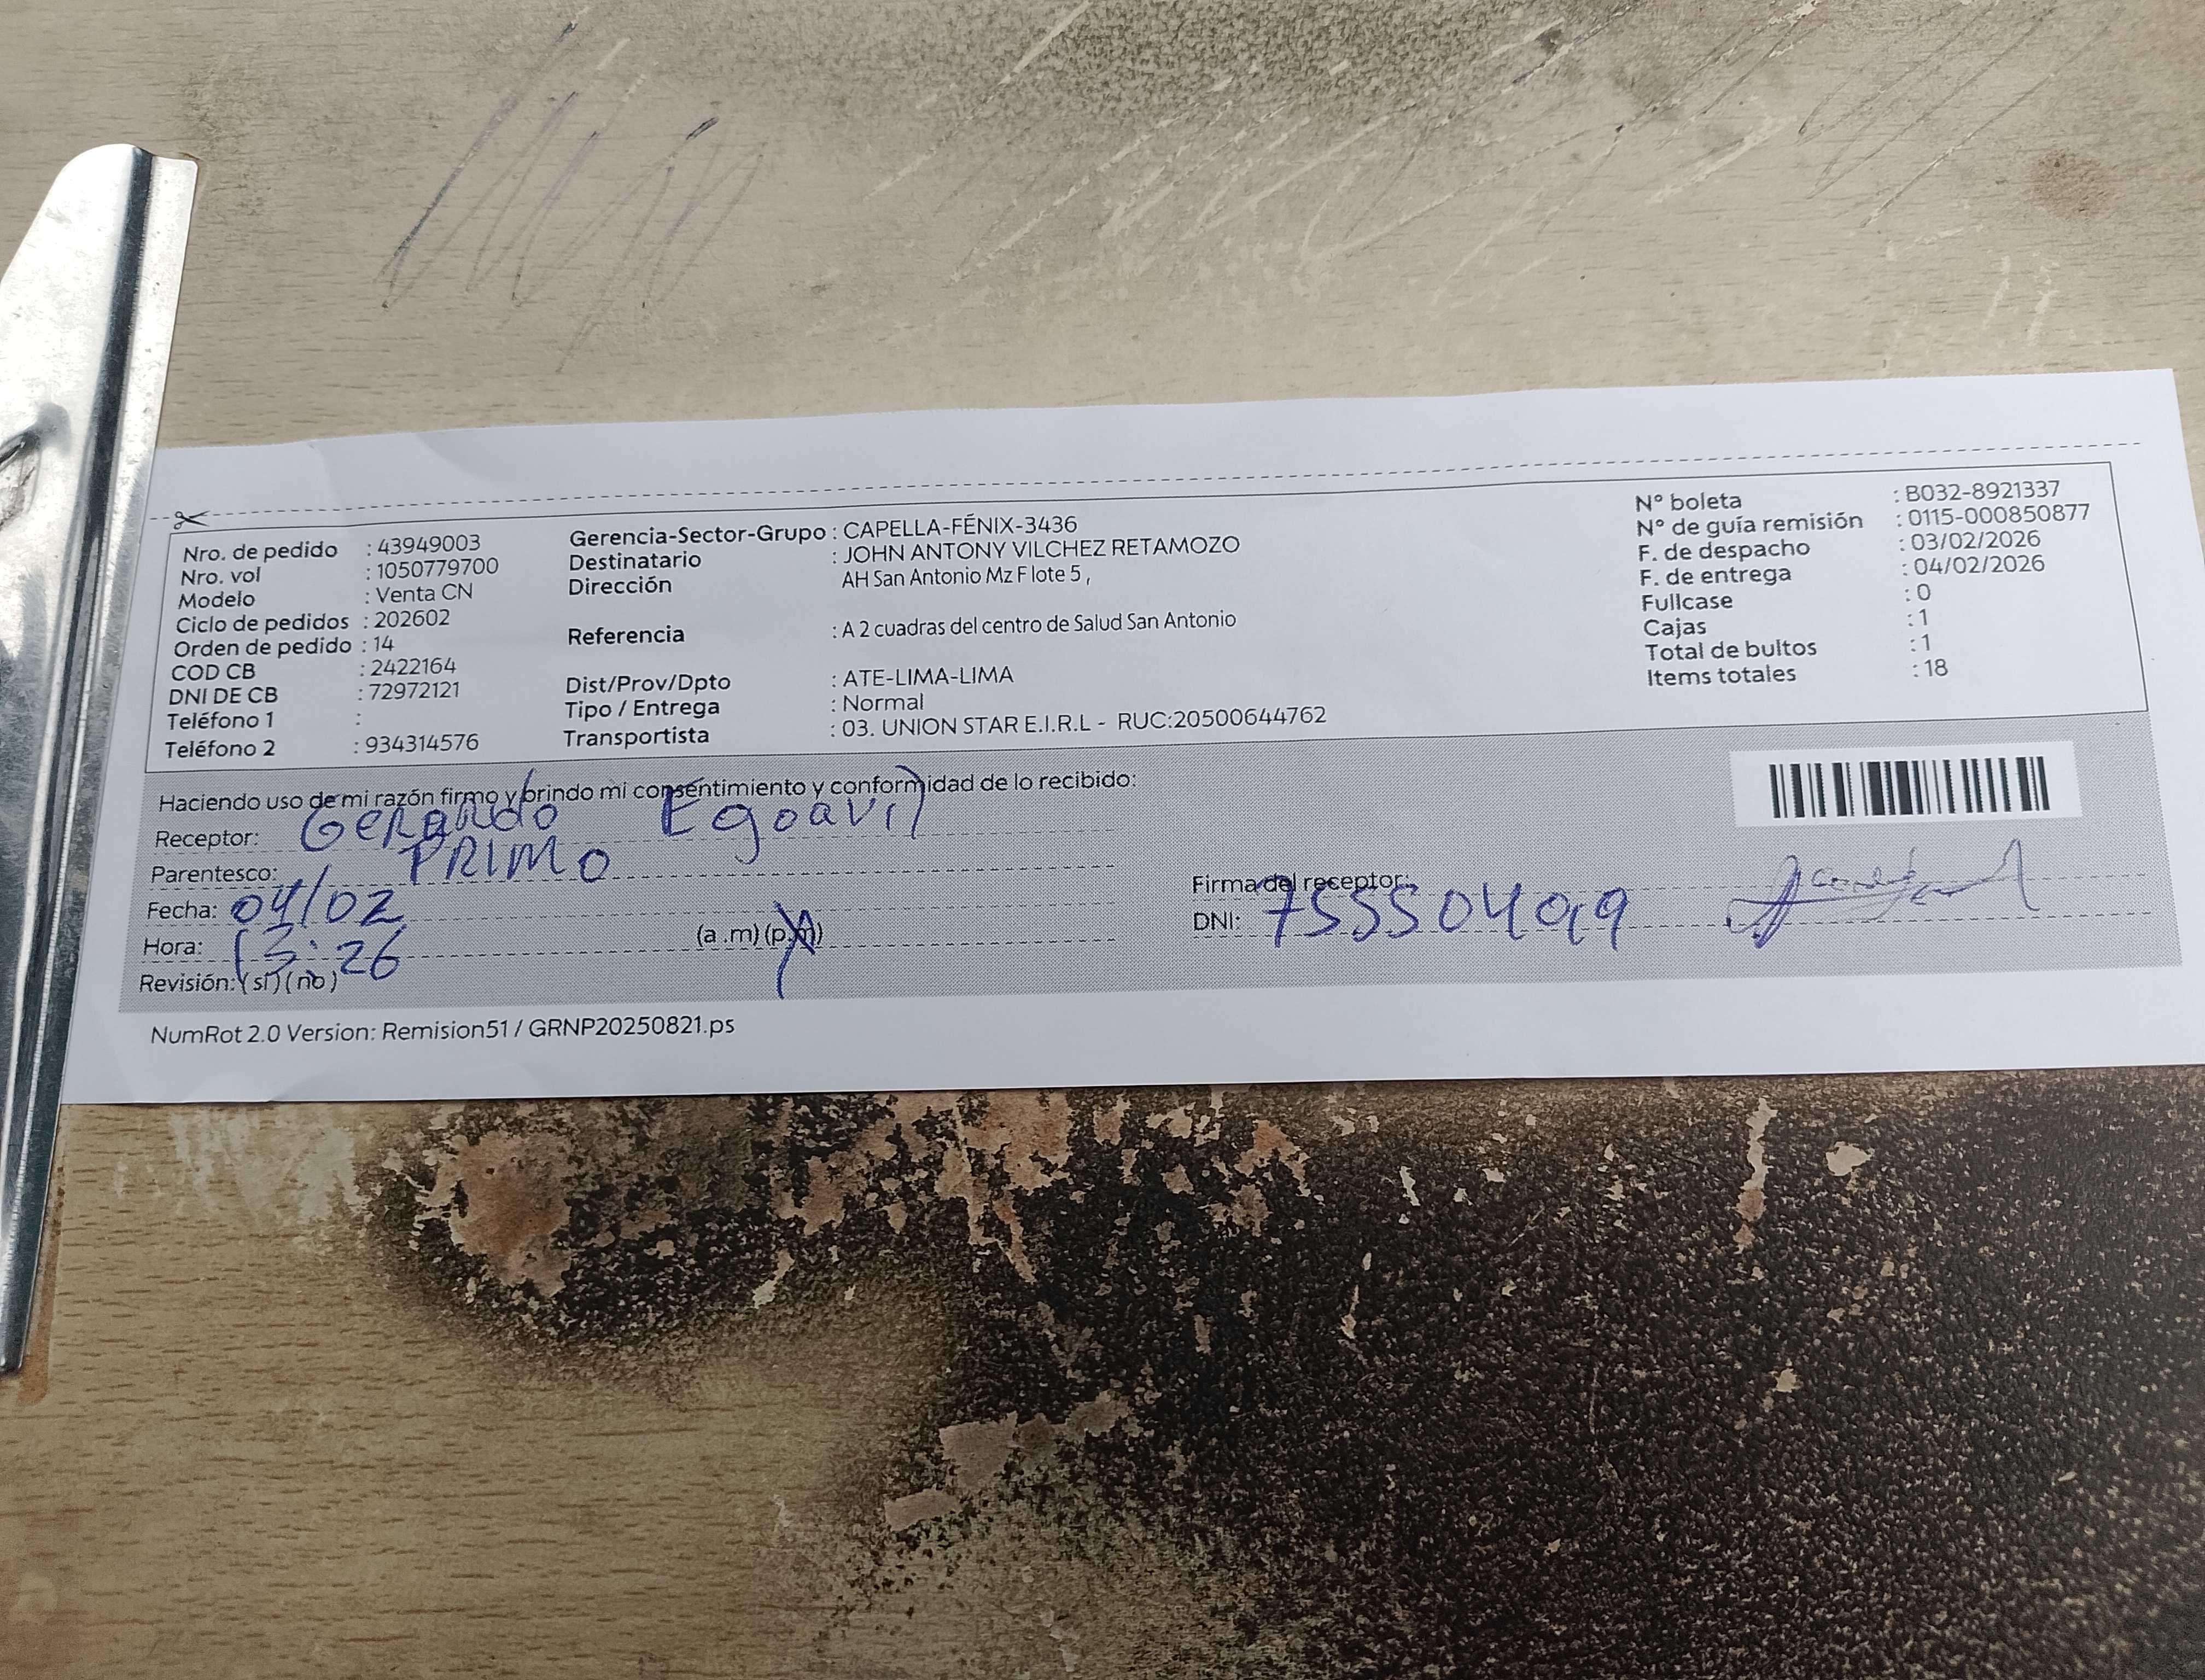 Nro. de pedido : 43949003
Nro. vol : 1050779700
Modelo : Venta CN
Ciclo de pedidos : 202602
Orden de pedido : 14
COD CB : 2422164
DNI DE CB : 72972121
Teléfono 1 :
Teléfono 2 : 934314576
Gerencia-Sector-Grupo : CAPELLA-FÉNIX-3436
Destinatario : JOHN ANTONY VILCHEZ RETAMOZO
Dirección AH San Antonio Mz F lote 5 ,
Referencia : A 2 cuadras del centro de Salud San Antonio
Dist/Prov/Dpto : ATE-LIMA-LIMA
Tipo / Entrega : Normal
Transportista : 03. UNION STAR E.I.R.L - RUC:20500644762
N° boleta : B032-8921337
N° de guía remisión : 0115-000850877
F. de despacho : 03/02/2026
F. de entrega : 04/02/2026
Fullcase : 0
Cajas : 1
Total de bultos : 1
Items totales : 18
Haciendo uso de mi razón firmo y brindo mi consentimiento y conformidad de lo recibido:
Receptor: Gerardo Egoavil
Parentesco: PRIMO
Fecha: 04/02
Hora: 13:26 (a .m) (p.m)
Revisión: (si) (no)
Firma del receptor:
DNI: 75550499
NumRot 2.0 Version: Remision51 / GRNP20250821.ps